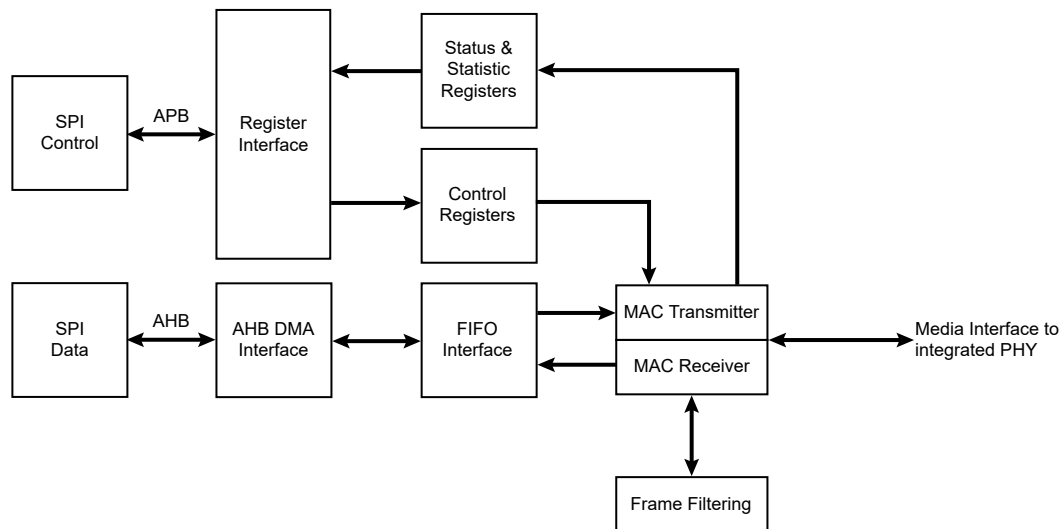 SPI
Control
APB
Register
Interface
Status &
Statistic
Registers
Control
Registers
SPI
Data
AHB
AHB DMA
Interface
FIFO
Interface
MAC Transmitter
MAC Receiver
Media Interface to
integrated PHY
Frame Filtering